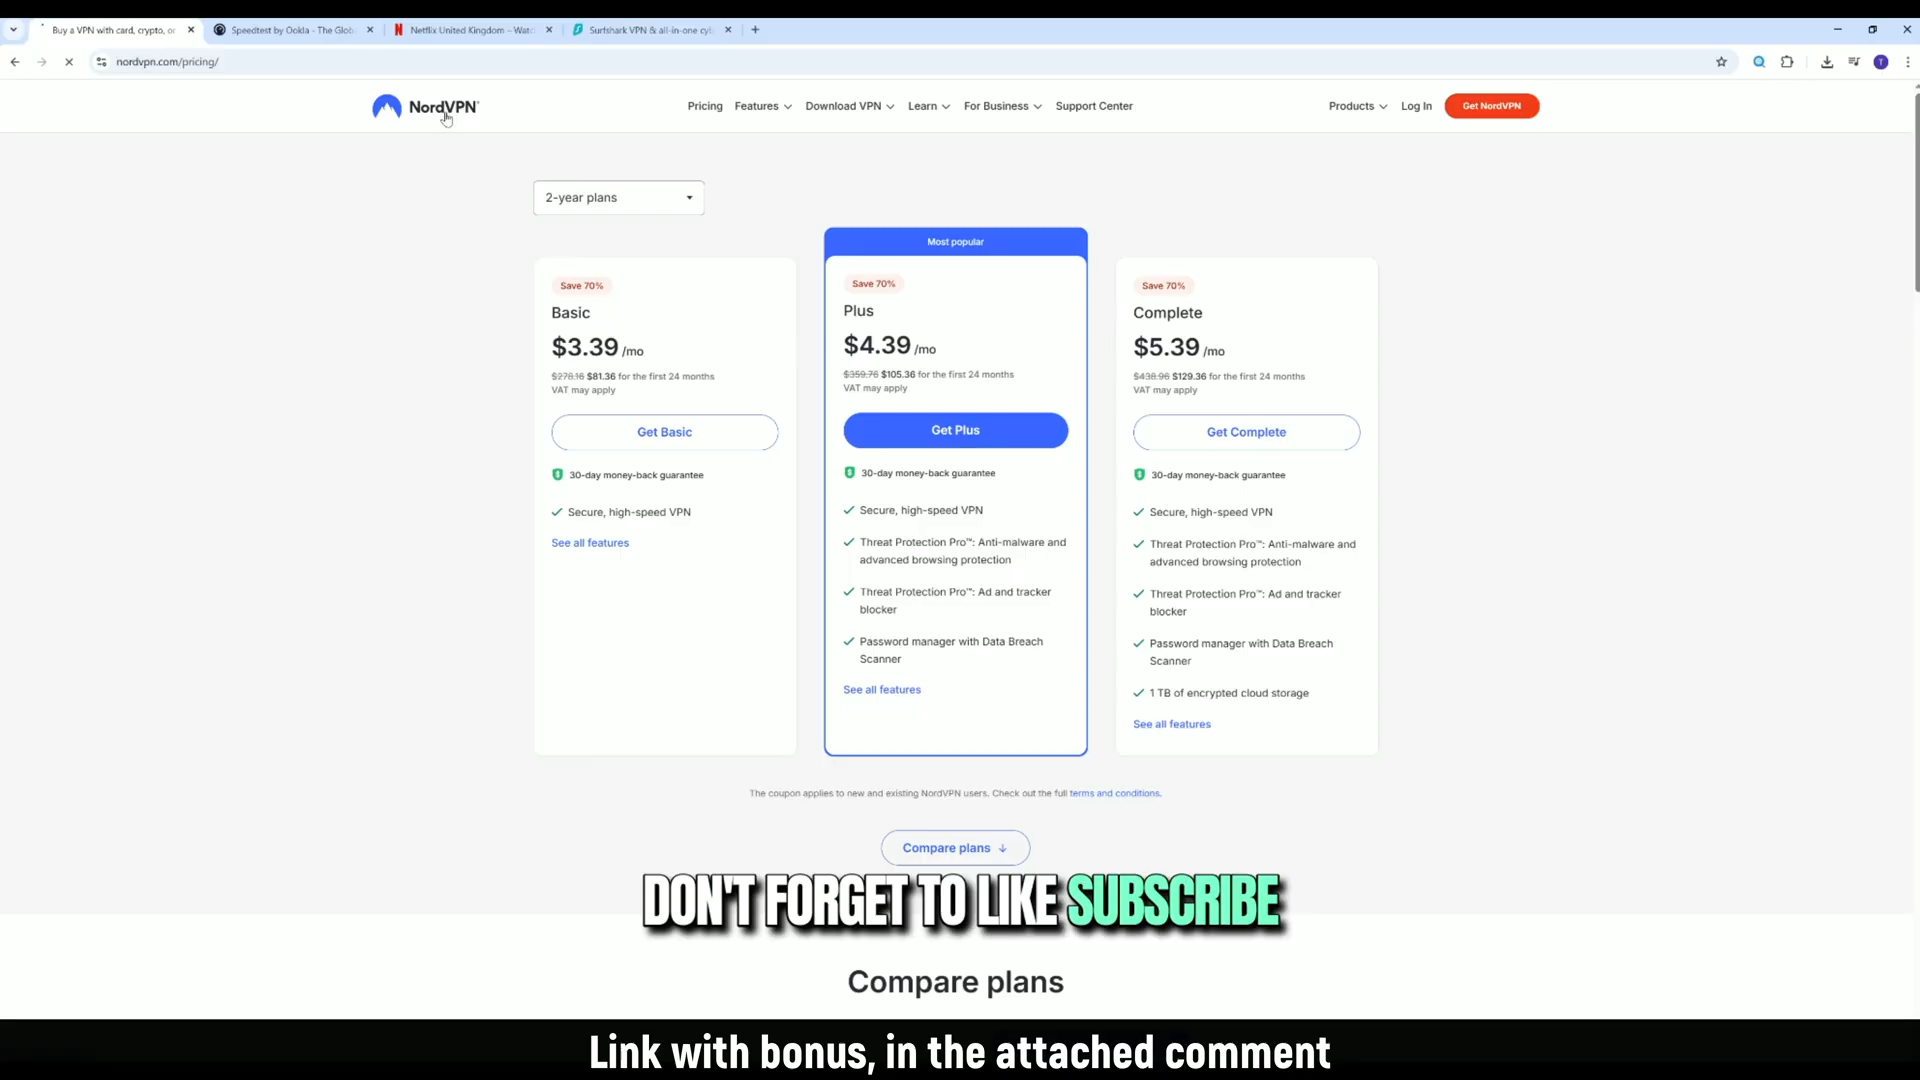 Buy a VPN with card, crypto, or
Speedtest by Ookla - The Glob
Netflix United Kingdom – Wat
Surfshark VPN & all-in-one cyb
nordvpn.com/pricing/
T
NordVPN®
Pricing
Features
Download VPN
Learn
For Business
Support Center
Products
Log In
Get NordVPN
2-year plans
Most popular
Save 70%
Basic
$3.39 /mo
$278.16 $81.36 for the first 24 months
VAT may apply
Get Basic
30-day money-back guarantee
Secure, high-speed VPN
See all features
Save 70%
Plus
$4.39 /mo
$359.76 $105.36 for the first 24 months
VAT may apply
Get Plus
30-day money-back guarantee
Secure, high-speed VPN
Threat Protection Pro™: Anti-malware and
advanced browsing protection
Threat Protection Pro™: Ad and tracker
blocker
Password manager with Data Breach
Scanner
See all features
Save 70%
Complete
$5.39 /mo
$438.96 $129.36 for the first 24 months
VAT may apply
Get Complete
30-day money-back guarantee
Secure, high-speed VPN
Threat Protection Pro™: Anti-malware and
advanced browsing protection
Threat Protection Pro™: Ad and tracker
blocker
Password manager with Data Breach
Scanner
1 TB of encrypted cloud storage
See all features
The coupon applies to new and existing NordVPN users. Check out the full terms and conditions.
Compare plans ↓
DON'T FORGET TO LIKE SUBSCRIBE
Compare plans
Link with bonus, in the attached comment